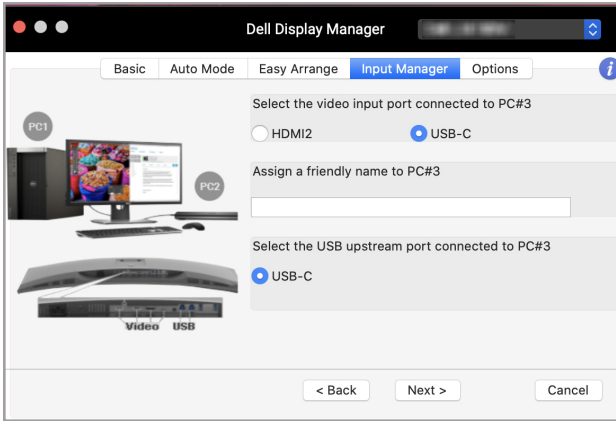 Dell Display Manager
Basic Auto Mode Easy Arrange Input Manager Options i
Select the video input port connected to PC#3
HDMI2 USB-C
Assign a friendly name to PC#3
Select the USB upstream port connected to PC#3
USB-C
PC1
PC2
Video USB
< Back Next > Cancel